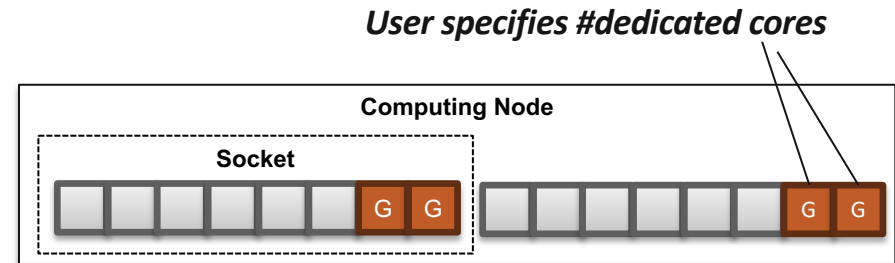 User specifies #dedicated cores
Computing Node
Socket
G G G G